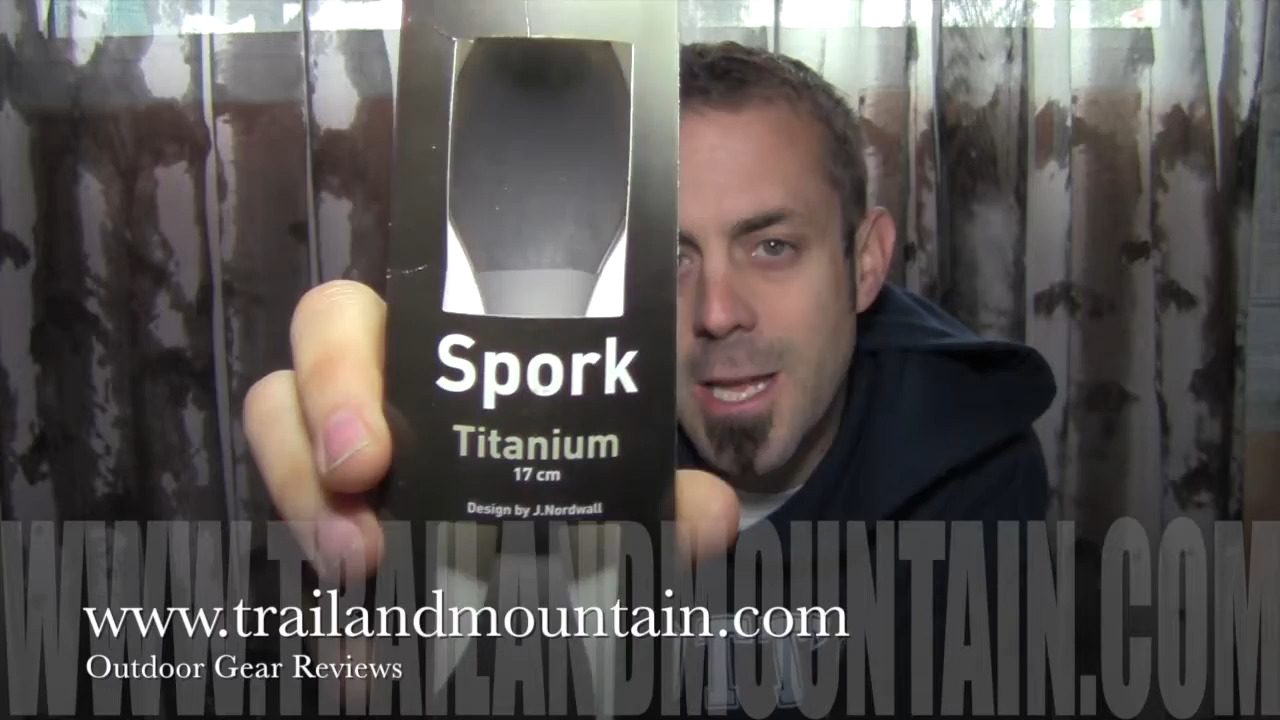 Spork
Titanium
17 cm
Design by J.Nordwall
WWW.TRAILANDMOUNTAIN.COM
www.trailandmountain.com
Outdoor Gear Reviews